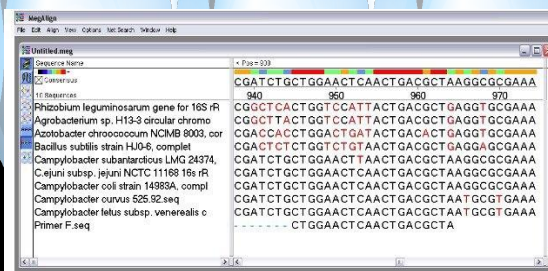 MegAlign
File Edit Align View Options Net Search Window Help
Untitled.meg
Sequence Name
< Pos = 939
Consensus
CGATCTGCTGGAACTCAACTGACGCTAAGGCGCGAAA
10 Sequences
940 950 960 970
Rhizobium leguminosarum gene for 16S rR CGGCTCACTGGTCCATTACTGACGCTGAGGTGCGAAA
Agrobacterium sp. H13-3 circular chromo CGGCTTACTGGTCCATTACTGACGCTGAGGTGCGAAA
Azotobacter chroococcum NCIMB 8003, cor CGACCACCTGGACTGATACTGACACTGAGGTGCGAAA
Bacillus subtilis strain HJ0-6, complet CGACTCTCTGGTCTGTAACTGACGCTGAGGAGCGAAA
Campylobacter subantarcticus LMG 24374, CGATCTGCTGGAACTTAACTGACGCTAAGGCGCGAAA
C.ejuni subsp. jejuni NCTC 11168 16s rR CGATCTGCTGGAACTCAACTGACGCTAAGGCGCGAAA
Campylobacter coli strain 14983A, compl CGATCTGCTGGAACTCAACTGACGCTAAGGCGCGAAA
Campylobacter curvus 525.92.seq CGATCTGCTGGAACTCAACTGACGCTAATGCGTGAAA
Campylobacter fetus subsp. venerealis c CGATCTGCTGGAACTCAACTGACGCTAATGCGTGAAA
Primer F.seq - - - - - - - CTGGAACTCAACTGACGCTA